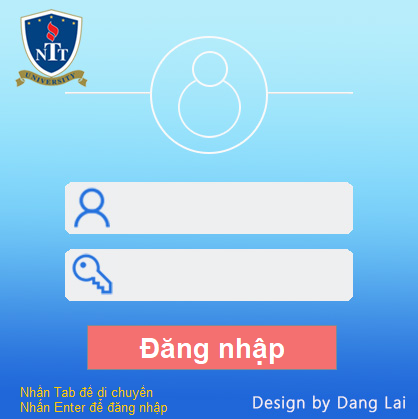 NTT
UNIVERSITY
Đăng nhập
Nhấn Tab để di chuyển
Nhấn Enter để đăng nhập
Design by Dang Lai